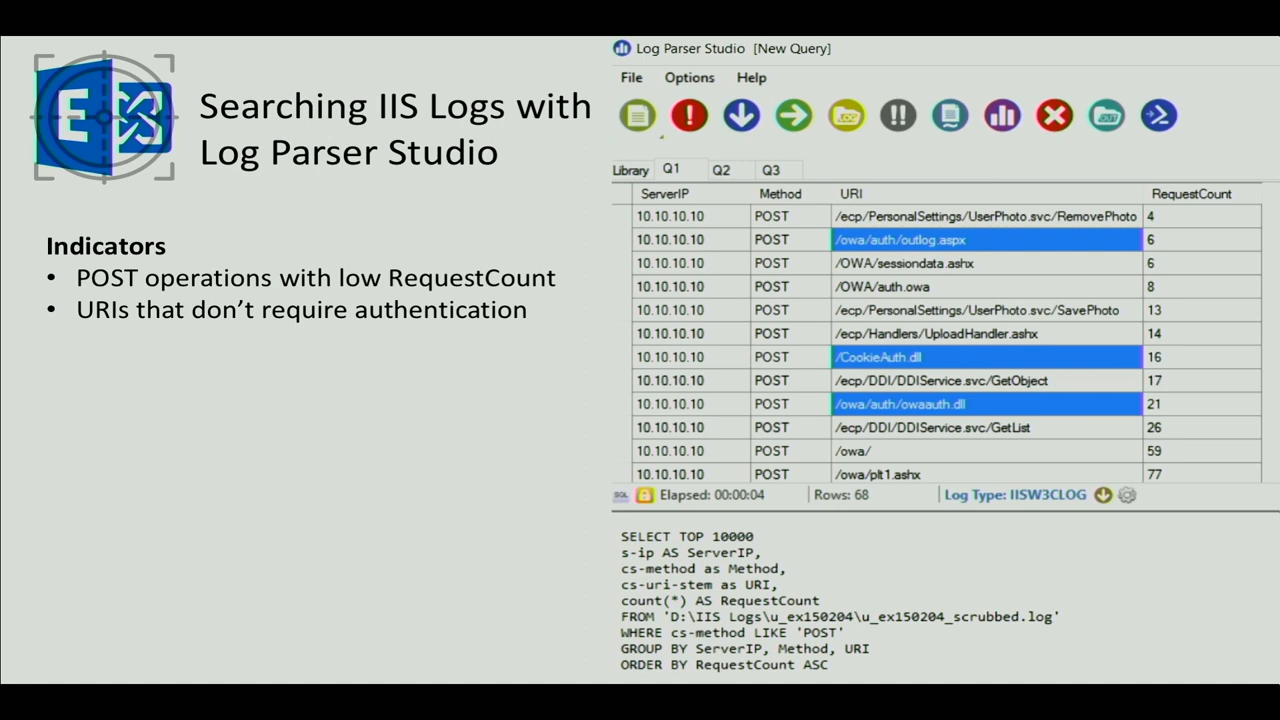 Searching IIS Logs with
Log Parser Studio
Indicators
• POST operations with low RequestCount
• URIs that don't require authentication
Log Parser Studio [New Query]
File Options Help
Library Q1 Q2 Q3
ServerIP Method URI RequestCount
10.10.10.10 POST /ecp/PersonalSettings/UserPhoto.svc/RemovePhoto 4
10.10.10.10 POST /owa/auth/outlog.aspx 6
10.10.10.10 POST /OWA/sessiondata.ashx 6
10.10.10.10 POST /OWA/auth.owa 8
10.10.10.10 POST /ecp/PersonalSettings/UserPhoto.svc/SavePhoto 13
10.10.10.10 POST /ecp/Handlers/UploadHandler.ashx 14
10.10.10.10 POST /CookieAuth.dll 16
10.10.10.10 POST /ecp/DDI/DDIService.svc/GetObject 17
10.10.10.10 POST /owa/auth/owaauth.dll 21
10.10.10.10 POST /ecp/DDI/DDIService.svc/GetList 26
10.10.10.10 POST /owa/ 59
10.10.10.10 POST /owa/plt1.ashx 77
SQL Elapsed: 00:00:04 Rows: 68 Log Type: IISW3CLOG
SELECT TOP 10000
s-ip AS ServerIP,
cs-method as Method,
cs-uri-stem as URI,
count(*) AS RequestCount
FROM 'D:\IIS Logs\u_ex150204\u_ex150204_scrubbed.log'
WHERE cs-method LIKE 'POST'
GROUP BY ServerIP, Method, URI
ORDER BY RequestCount ASC